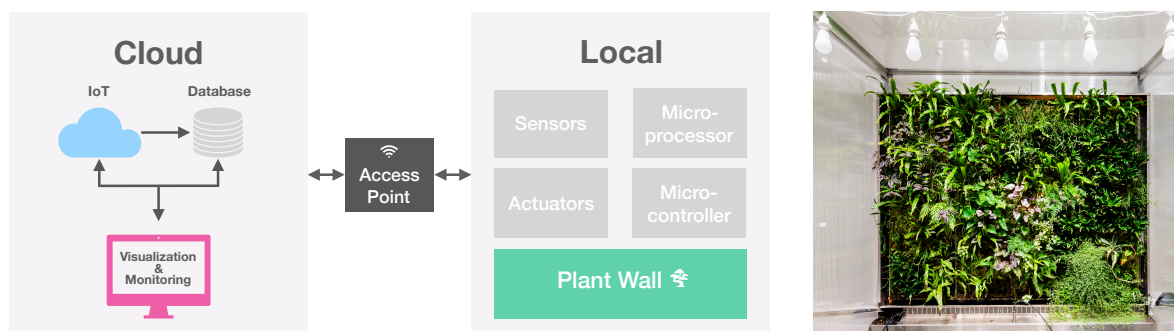 Cloud
IoT
Database
Visualization
&
Monitoring
Access
Point
Local
Sensors
Micro-
processor
Actuators
Micro-
controller
Plant Wall